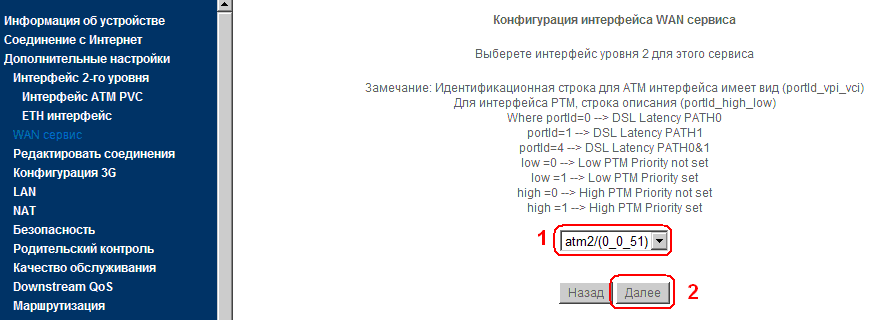 Информация об устройстве
Соединение с Интернет
Дополнительные настройки
Интерфейс 2-го уровня
Интерфейс ATM PVC
ETH интерфейс
WAN сервис
Редактировать соединения
Конфигурация 3G
LAN
NAT
Безопасность
Родительский контроль
Качество обслуживания
Downstream QoS
Маршрутизация
Конфигурация интерфейса WAN сервиса
Выберете интерфейс уровня 2 для этого сервиса
Замечание: Идентификационная строка для ATM интерфейса имеет вид (portId_vpi_vci)
Для интерфейса PTM, строка описания (portId_high_low)
Where portId=0 --> DSL Latency PATH0
portId=1 --> DSL Latency PATH1
portId=4 --> DSL Latency PATH0&1
low =0 --> Low PTM Priority not set
low =1 --> Low PTM Priority set
high =0 --> High PTM Priority not set
high =1 --> High PTM Priority set
1 atm2/(0_0_51)
Назад Далее 2